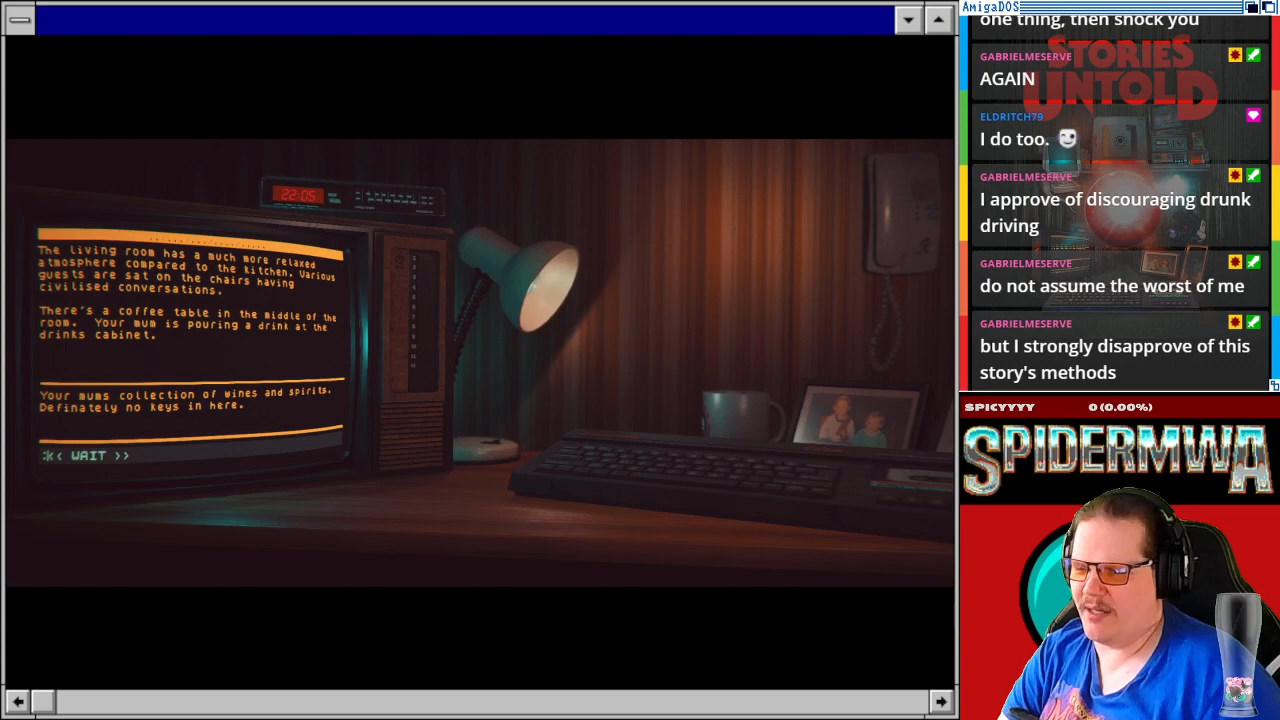 22:05
The living room has a much more relaxed
atmosphere compared to the kitchen. Various
guests are sat on the chairs having
civilised conversations.
There's a coffee table in the middle of the
room. Your mum is pouring a drink at the
drinks cabinet.
Your mums collection of wines and spirits.
Definately no keys in here.
<< WAIT >>
AmigaDOS
one thing, then shock you
STORIES
UNTOLD
GABRIELMESERVE
AGAIN
ELDRITCH79
I do too.
GABRIELMESERVE
I approve of discouraging drunk
driving
GABRIELMESERVE
do not assume the worst of me
GABRIELMESERVE
but I strongly disapprove of this
story's methods
SPICYYYY 0 (0.00%)
SPIDERMWA